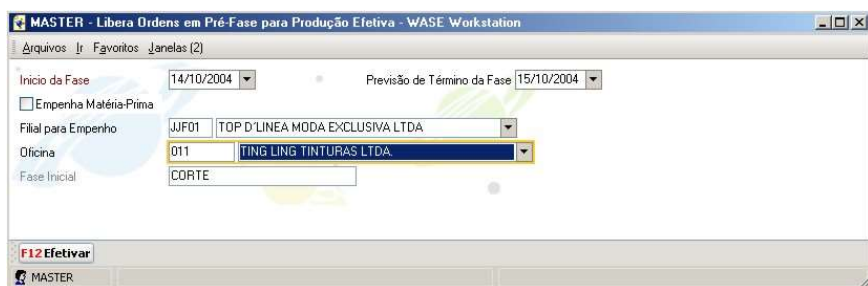 MASTER - Libera Ordens em Pré-Fase para Produção Efetiva - WASE Workstation
Arquivos Ir Favoritos Janelas (2)
Inicio da Fase 14/10/2004 Previsão de Término da Fase 15/10/2004
Empenha Matéria-Prima
Filial para Empenho JJF01 TOP D'LINEA MODA EXCLUSIVA LTDA
Oficina 011 TING LING TINTURAS LTDA.
Fase Inicial CORTE
F12 Efetivar
MASTER